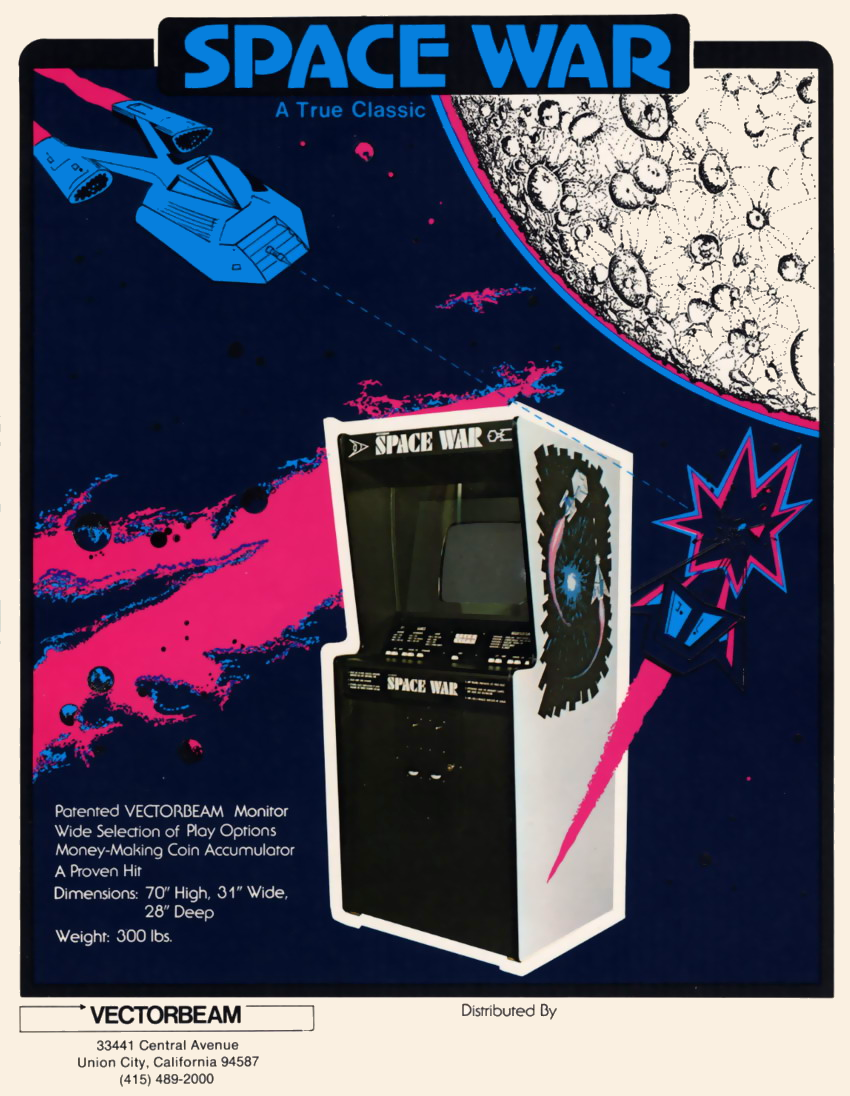 SPACE WAR
A True Classic
SPACE WAR
SPACE WAR
Patented VECTORBEAM Monitor
Wide Selection of Play Options
Money-Making Coin Accumulator
A Proven Hit
Dimensions: 70" High, 31" Wide,
28" Deep
Weight: 300 lbs.
VECTORBEAM
33441 Central Avenue
Union City, California 94587
(415) 489-2000
Distributed By